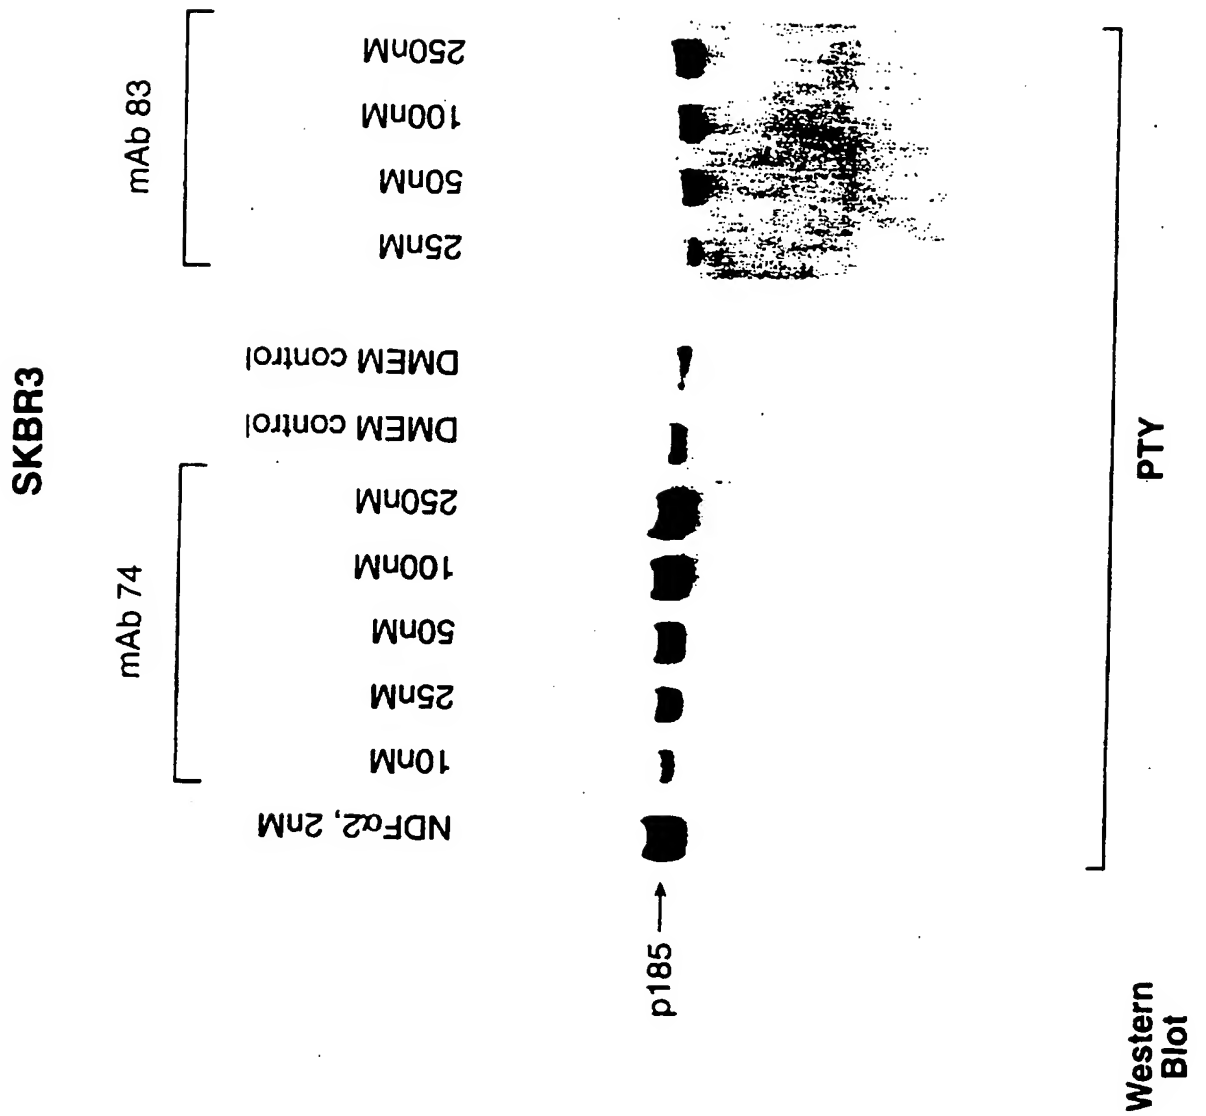 SKBR3
mAb 74
mAb 83
NDFα2, 2nM
10nM
25nM
50nM
100nM
250nM
DMEM control
DMEM control
25nM
50nM
100nM
250nM
p185
Western
Blot
PTY